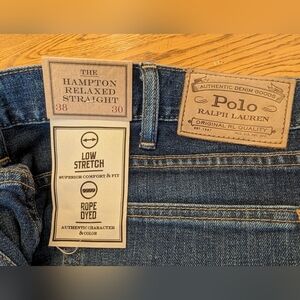 THE
HAMPTON
RELAXED
STRAIGHT
38 30
LOW
STRETCH
SUPERIOR COMFORT & FIT
ROPE
DYED
AUTHENTIC CHARACTER
& COLOR
AUTHENTIC DENIM GOODS
Polo
RALPH LAUREN
ORIGINAL RL QUALITY